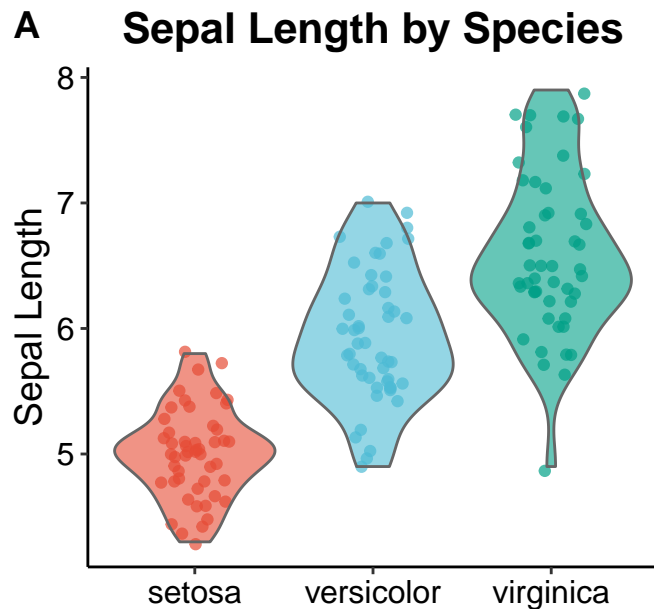 A
Sepal Length by Species
Sepal Length
8
7
6
5
setosa versicolor virginica